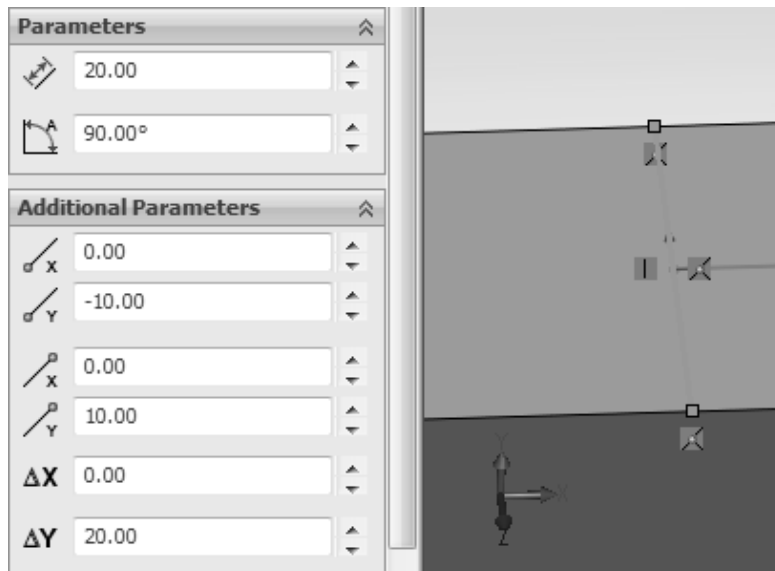 Parameters
20.00
A
90.00°
Additional Parameters
X
0.00
Y
-10.00
X
0.00
Y
10.00
ΔX
0.00
ΔY
20.00
Y
X
Z